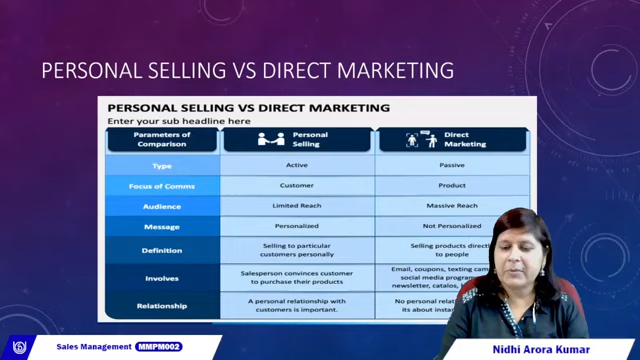 PERSONAL SELLING VS DIRECT MARKETING
PERSONAL SELLING VS DIRECT MARKETING
Enter your sub headline here
Parameters of
Comparison
Personal
Selling
Direct
Marketing
Type
Active
Passive
Focus of Comms
Customer
Product
Audience
Limited Reach
Massive Reach
Message
Personalized
Not Personalized
Definition
Selling to particular
customers personally
Selling products
to people
Involves
Salesperson convinces customer
to purchase their products
Email, coupons, texting
social media
newsletter, catalos,
Relationship
A personal relationship with
customers is important.
No personal
its about
Sales Management MMPM002
Nidhi Arora Kumar